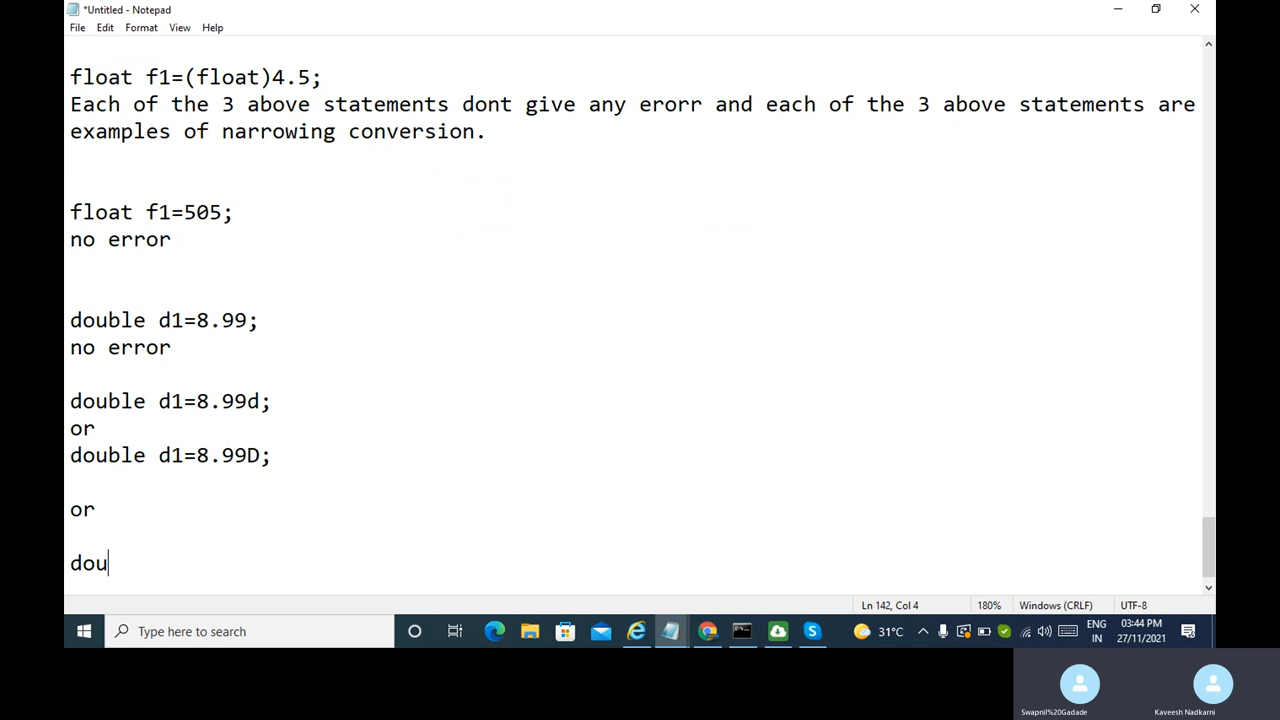 *Untitled - Notepad
File Edit Format View Help
float f1=(float)4.5;
Each of the 3 above statements dont give any erorr and each of the 3 above statements are
examples of narrowing conversion.
float f1=505;
no error
double d1=8.99;
no error
double d1=8.99d;
or
double d1=8.99D;
or
dou
Ln 142, Col 4 180% Windows (CRLF) UTF-8
Type here to search
31°C
ENG
IN
03:44 PM
27/11/2021
Swapnil%20Gadade
Kaveesh Nadkarni